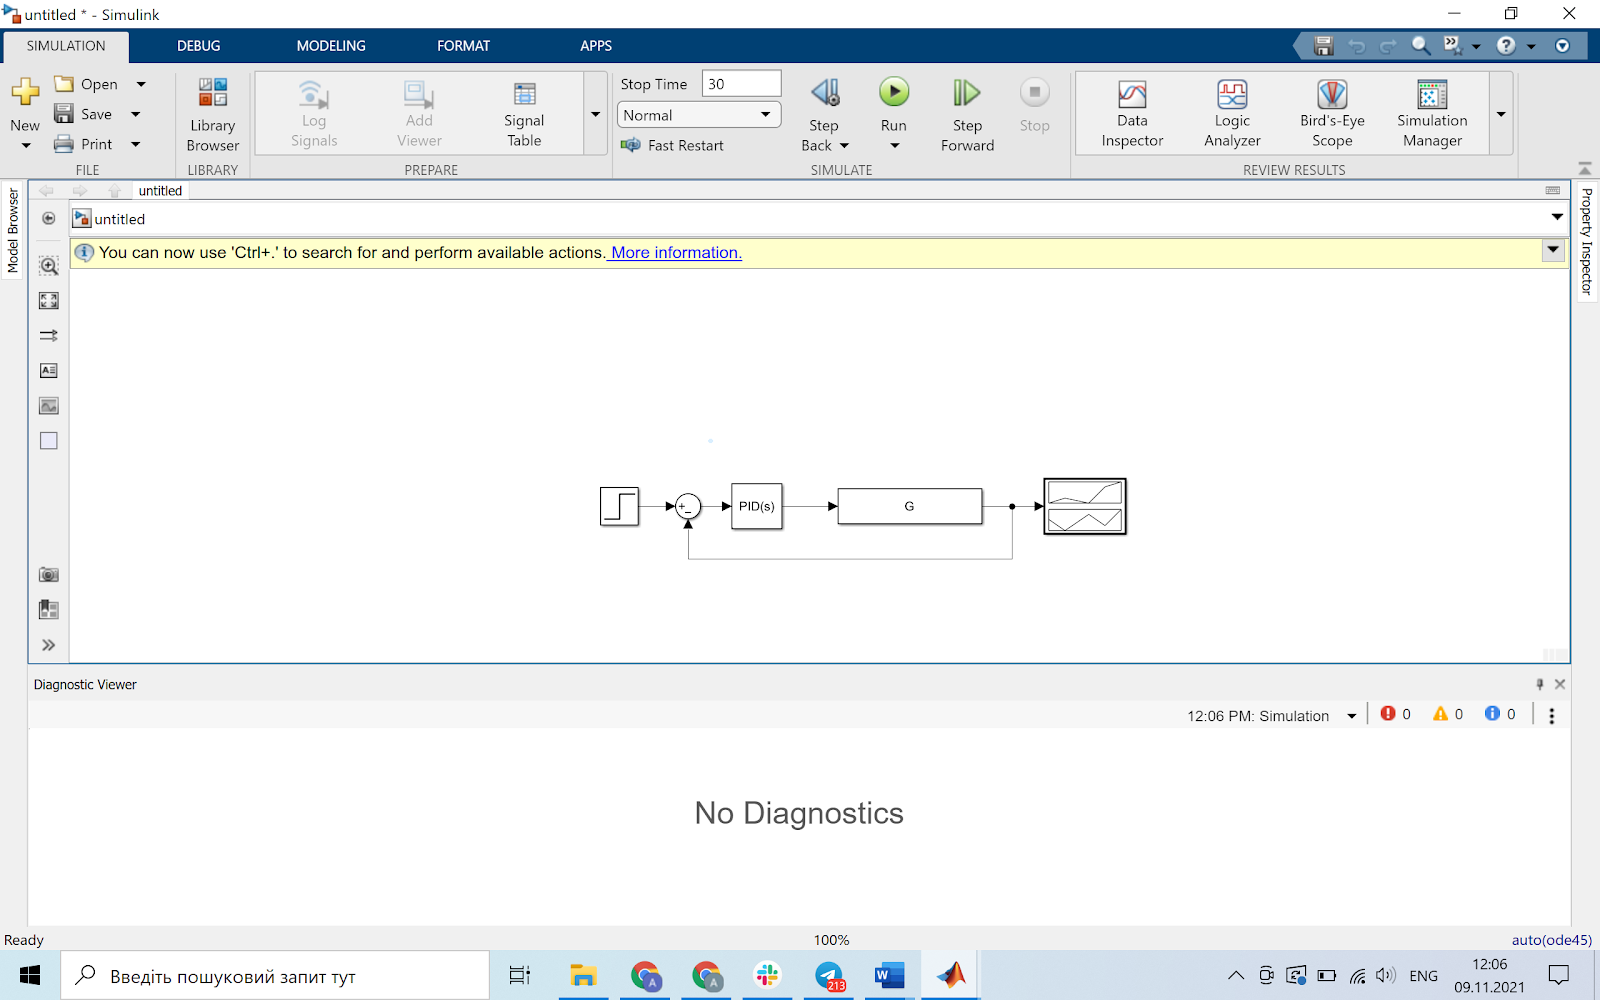 untitled * - Simulink
SIMULATION DEBUG MODELING FORMAT APPS
New
Open
Save
Print
FILE
Library
Browser
LIBRARY
Log
Signals
Add
Viewer
Signal
Table
PREPARE
Stop Time 30
Normal
Fast Restart
Step
Back
Run
Step
Forward
Stop
SIMULATE
Data
Inspector
Logic
Analyzer
Bird's-Eye
Scope
Simulation
Manager
REVIEW RESULTS
Model Browser
untitled
untitled
You can now use 'Ctrl+.' to search for and perform available actions. More information.
Property Inspector
PID(s)
G
Diagnostic Viewer
12:06 PM: Simulation 0 0 0
No Diagnostics
Ready 100% auto(ode45)
Введіть пошуковий запит тут
A
A
213
W
ENG
12:06
09.11.2021